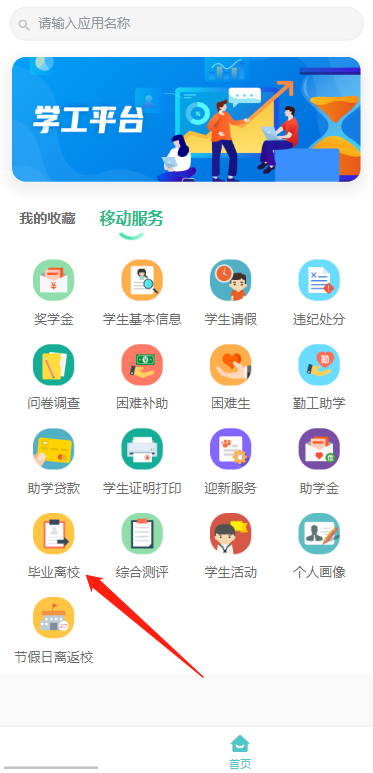 请输入应用名称
学工平台
我的收藏 移动服务
奖学金 学生基本信息 学生请假 违纪处分
问卷调查 困难补助 困难生 勤工助学
助学贷款 学生证明打印 迎新服务 助学金
毕业离校 综合测评 学生活动 个人画像
节假日离返校
首页